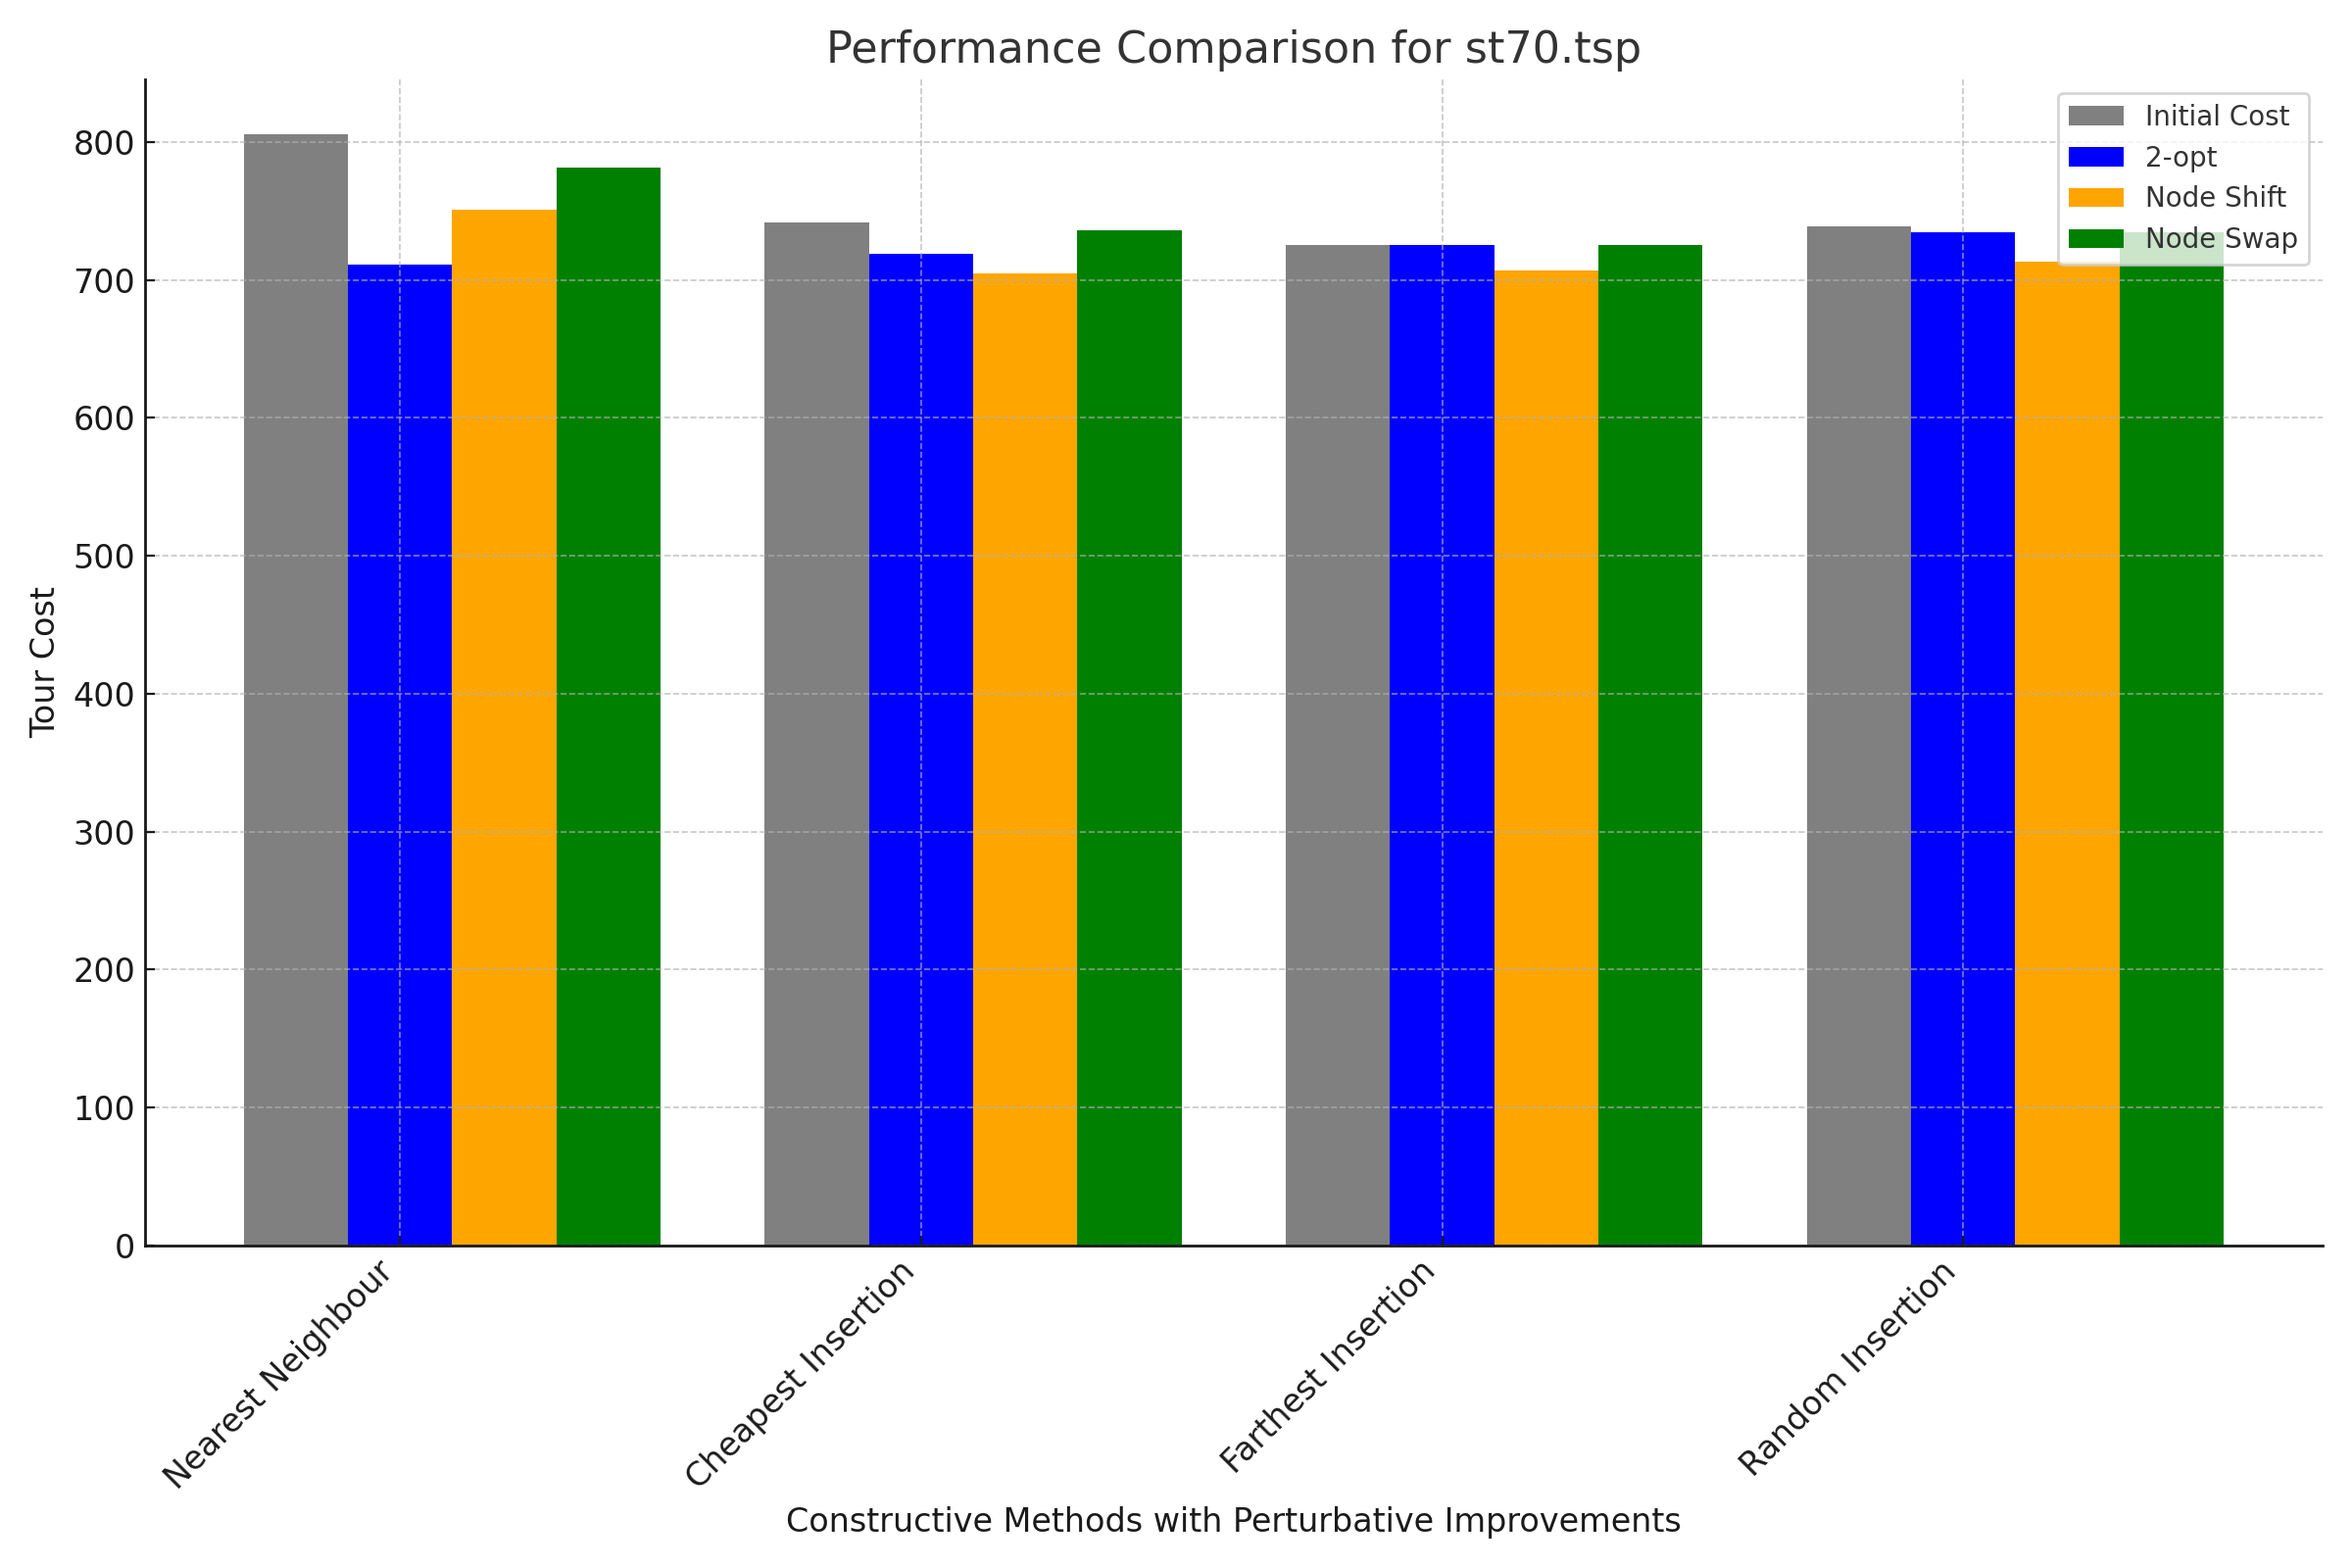 Performance Comparison for st70.tsp
Initial Cost
2-opt
Node Shift
Node Swap
800
700
600
500
400
300
200
100
0
Tour Cost
Nearest Neighbour
Cheapest Insertion
Farthest Insertion
Random Insertion
Constructive Methods with Perturbative Improvements